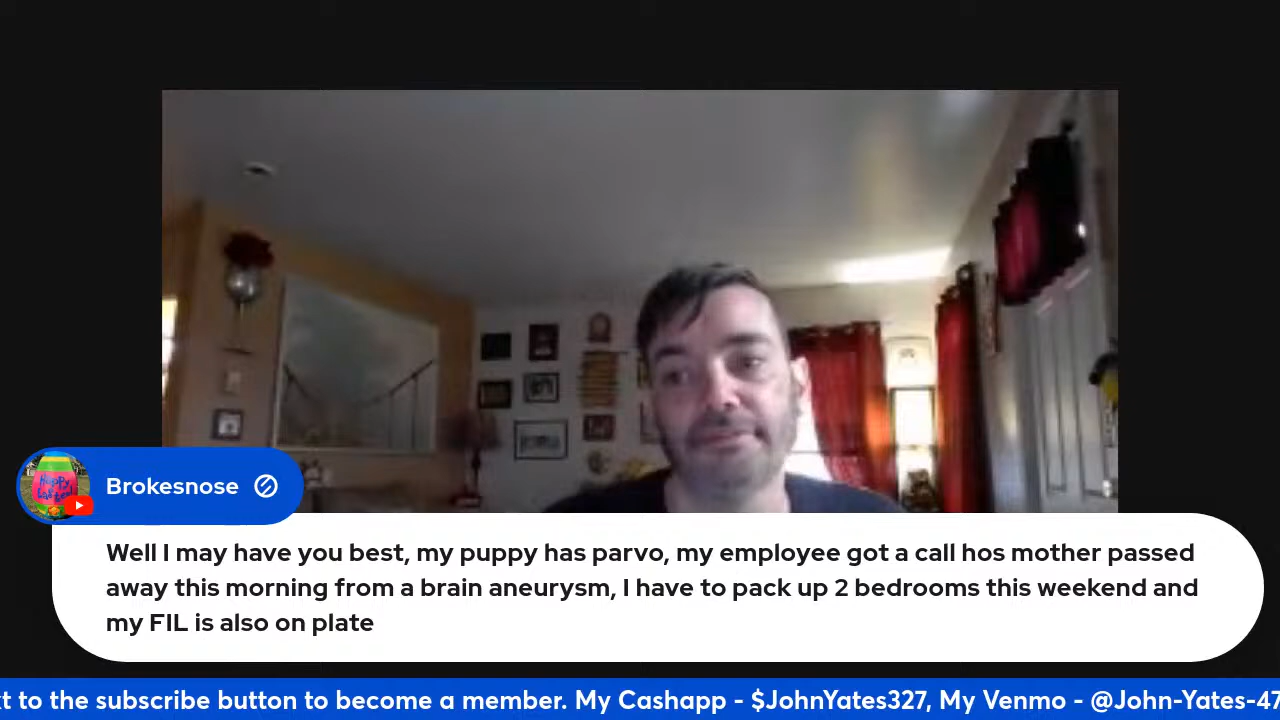 Brokesnose
Well I may have you best, my puppy has parvo, my employee got a call hos mother passed
away this morning from a brain aneurysm, I have to pack up 2 bedrooms this weekend and
my FIL is also on plate
xt to the subscribe button to become a member. My Cashapp - $JohnYates327, My Venmo - @John-Yates-47